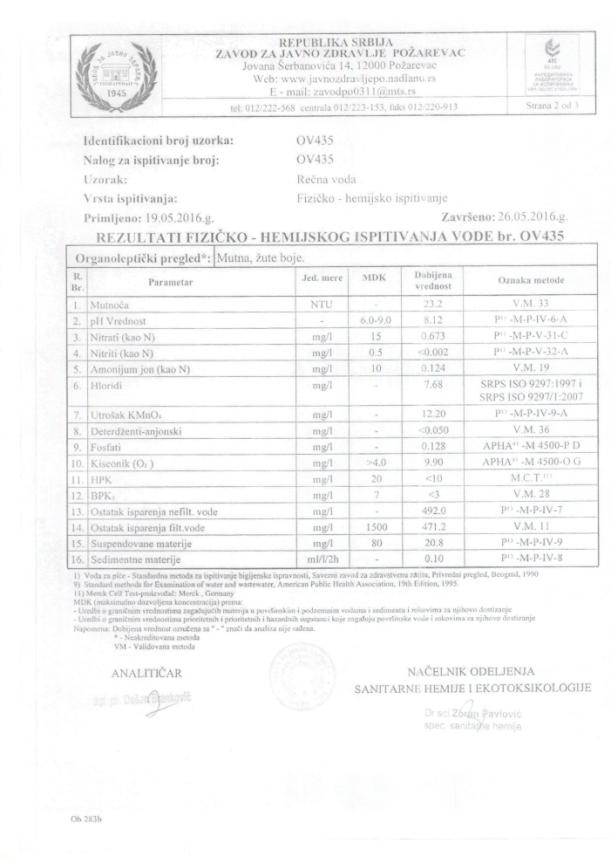 REPUBLIKA SRBIJA
ZAVOD ZA JAVNO ZDRAVLJE POŽAREVAC
Jovana Šerbanovića 14, 12000 Požarevac
Web: www.javnozdravljepo.nadlanu.rs
E - mail: zavodpo0311@mts.rs
tel: 012/222-568 centrala 012/223-153, faks 012/220-913
1945
ATC
Strana 2 od 3
Identifikacioni broj uzorka: OV435
Nalog za ispitivanje broj: OV435
Uzorak: Rečna voda
Vrsta ispitivanja: Fizičko - hemijsko ispitivanje
Primljeno: 19.05.2016.g. Završeno: 26.05.2016.g.
REZULTATI FIZIČKO - HEMIJSKOG ISPITIVANJA VODE br. OV435
Organoleptički pregled*: Mutna, žute boje.
R. Br. Parametar Jed. mere MDK Dobijena vrednost Oznaka metode
1. Mutnoća NTU - 23.2 V.M. 33
2. pH Vrednost - 6.0-9.0 8.12 P¹⁾ -M-P-IV-6-A
3. Nitrati (kao N) mg/l 15 0.673 P¹⁾ -M-P-V-31-C
4. Nitriti (kao N) mg/l 0.5 <0.002 P¹⁾ -M-P-V-32-A
5. Amonijum jon (kao N) mg/l 10 0.124 V.M. 19
6. Hloridi mg/l - 7.68 SRPS ISO 9297:1997 i
SRPS ISO 9297/1:2007
7. Utrošak KMnO₄ mg/l - 12.20 P¹⁾ -M-P-IV-9-A
8. Deterdženti-anjonski mg/l - <0.050 V.M. 36
9. Fosfati mg/l - 0.128 APHA⁹⁾ -M 4500-P D
10. Kiseonik (O₂ ) mg/l >4.0 9.90 APHA⁹⁾ -M 4500-O G
11. HPK mg/l 20 <10 M.C.T.¹¹⁾
12. BPK₅ mg/l 7 <3 V.M. 28
13. Ostatak isparenja nefilt. vode mg/l - 492.0 P¹⁾ -M-P-IV-7
14. Ostatak isparenja filt.vode mg/l 1500 471.2 V.M. 11
15. Suspendovane materije mg/l 80 20.8 P¹⁾ -M-P-IV-9
16. Sedimentne materije ml/l/2h - 0.10 P¹⁾ -M-P-IV-8
1) Voda za piće - Standardna metoda za ispitivanje higijenske ispravnosti, Savezni zavod za zdravstvenu zštitu, Privredni pregled, Beograd, 1990
9) Standard methods for Examination of water and wastewater, American Public Health Association, 19th Edition, 1995.
11) Merck Cell Test-proizvođač: Merck , Germany
MDK (maksimalno dozvoljena koncentracija) prema:
- Uredbi o graničnim vrednostima zagađujućih materija u površinskim i podzemnim vodama i sedimentu i rokovima za njihovo dostizanje
- Uredbi o graničnim vrednostima prioritetnih i prioritetnih i hazardnih supstanci koje zagađuju površinske vode i rokovima za njihovo dostizanje
Napomena: Dobijena vrednost označena sa " - " znači da analiza nije rađena.
* - Neakreditovana metoda
VM - Validovana metoda
ANALITIČAR
NAČELNIK ODELJENJA
SANITARNE HEMIJE I EKOTOKSIKOLOGIJE
Dr sci Zoran Pavlović
spec. sanitarne hemije
Ob 283b